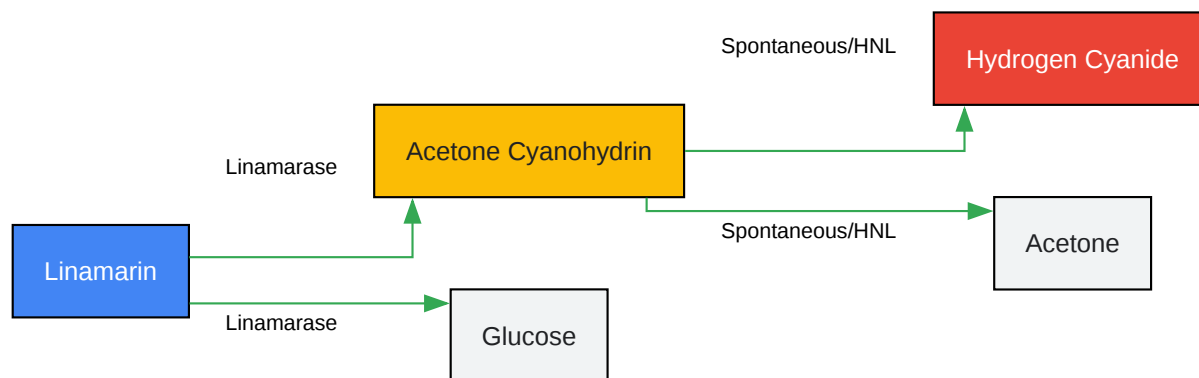 Spontaneous/HNL
Hydrogen Cyanide
Acetone Cyanohydrin
Linamarase
Spontaneous/HNL
Acetone
Linamarin
Linamarase
Glucose